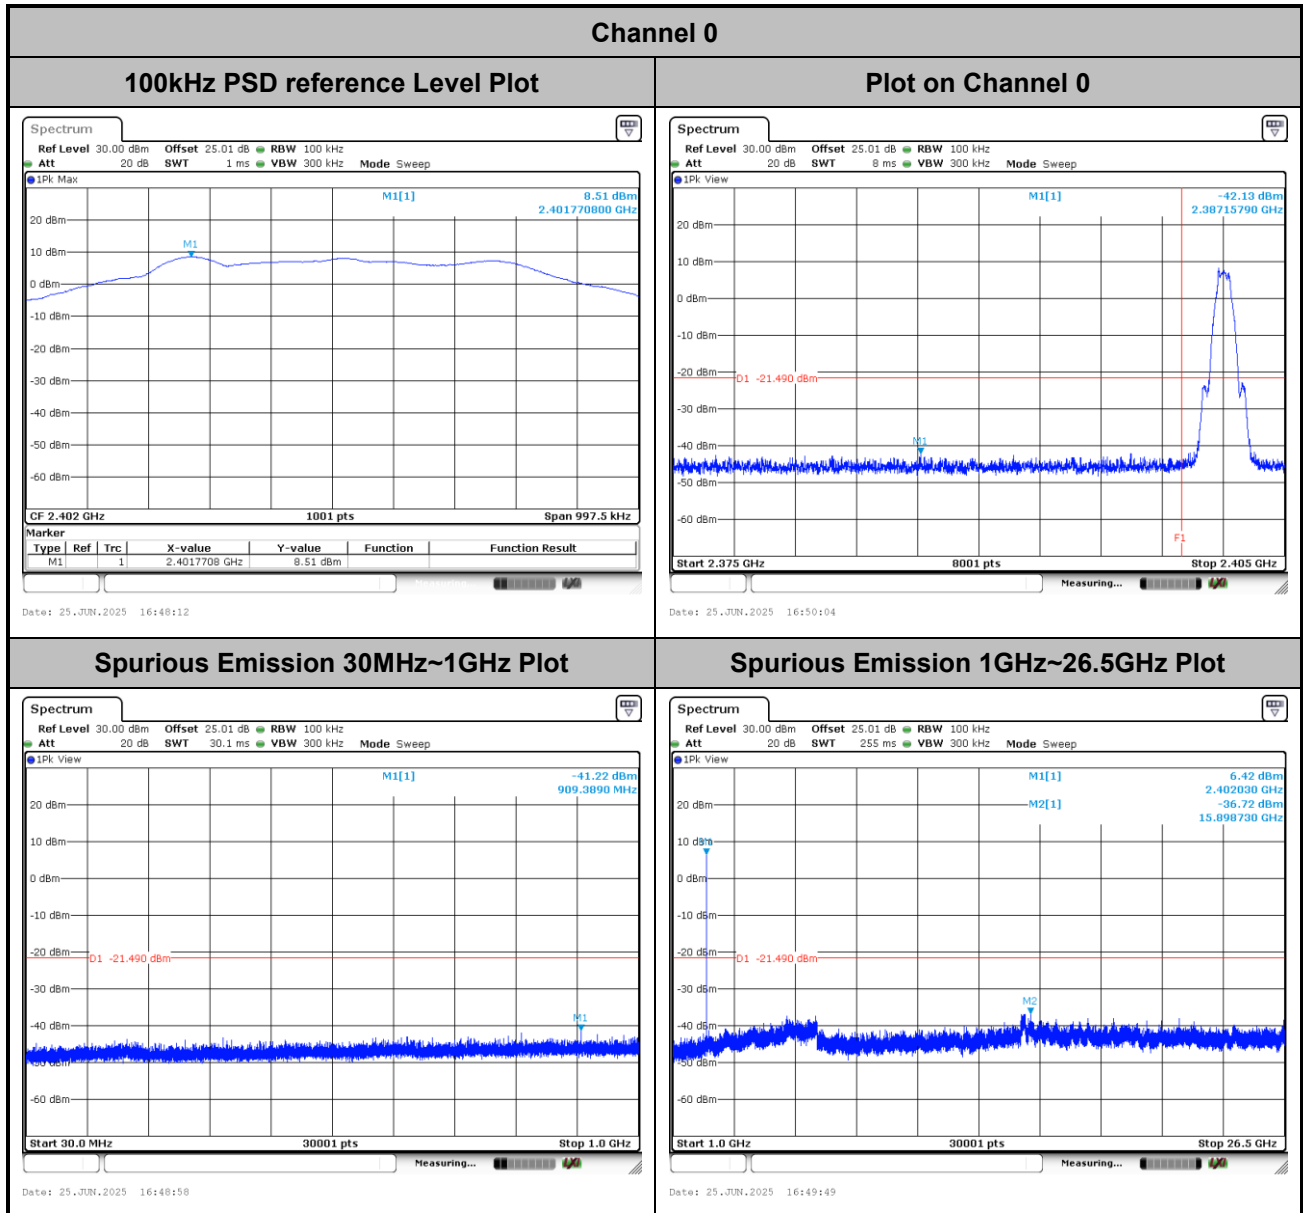 Channel 0
100kHz PSD reference Level Plot
Spectrum
Ref Level 30.00 dBm Offset 25.01 dB RBW 100 kHz
Att 20 dB SWT 1 ms VBW 300 kHz Mode Sweep
1Pk Max
M1[1] 8.51 dBm
2.401770800 GHz
20 dBm
M1
10 dBm
0 dBm
-10 dBm
-20 dBm
-30 dBm
-40 dBm
-50 dBm
-60 dBm
CF 2.402 GHz 1001 pts Span 997.5 kHz
Marker
Type Ref Trc X-value Y-value Function Function Result
M1 1 2.4017708 GHz 8.51 dBm
Measuring...
Date: 25.JUN.2025 16:48:12
Plot on Channel 0
Spectrum
Ref Level 30.00 dBm Offset 25.01 dB RBW 100 kHz
Att 20 dB SWT 8 ms VBW 300 kHz Mode Sweep
1Pk View
M1[1] -42.13 dBm
2.38715790 GHz
20 dBm
10 dBm
0 dBm
-10 dBm
-20 dBm
D1 -21.490 dBm
-30 dBm
-40 dBm
M1
-50 dBm
-60 dBm
F1
Start 2.375 GHz 8001 pts Stop 2.405 GHz
Measuring...
Date: 25.JUN.2025 16:50:04
Spurious Emission 30MHz~1GHz Plot
Spectrum
Ref Level 30.00 dBm Offset 25.01 dB RBW 100 kHz
Att 20 dB SWT 30.1 ms VBW 300 kHz Mode Sweep
1Pk View
M1[1] -41.22 dBm
909.3890 MHz
20 dBm
10 dBm
0 dBm
-10 dBm
-20 dBm
D1 -21.490 dBm
-30 dBm
-40 dBm
M1
-50 dBm
-60 dBm
Start 30.0 MHz 30001 pts Stop 1.0 GHz
Measuring...
Date: 25.JUN.2025 16:48:58
Spurious Emission 1GHz~26.5GHz Plot
Spectrum
Ref Level 30.00 dBm Offset 25.01 dB RBW 100 kHz
Att 20 dB SWT 255 ms VBW 300 kHz Mode Sweep
1Pk View
M1[1] 6.42 dBm
2.402030 GHz
M2[1] -36.72 dBm
15.898730 GHz
20 dBm
10 dBm
0 dBm
-10 dBm
-20 dBm
D1 -21.490 dBm
-30 dBm
M2
-40 dBm
-50 dBm
-60 dBm
Start 1.0 GHz 30001 pts Stop 26.5 GHz
Measuring...
Date: 25.JUN.2025 16:49:49